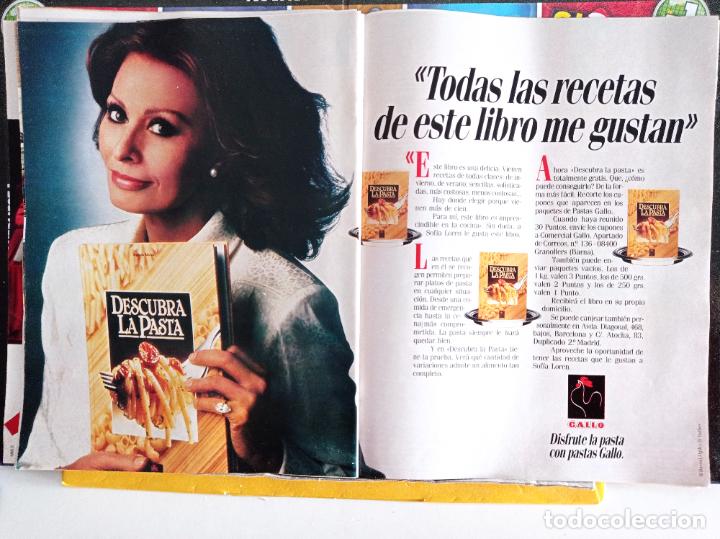 «Todas las recetas
de este libro me gustan»
«Este libro es una delicia. Vienen
recetas de todas clases: de in-
vierno, de verano, sencillas, sofistica-
das, más costosas, menos costosas...
Hay donde elegir porque vie-
nen más de cien.
Para mí, este libro es impres-
cindible en la cocina. Sin duda, a
Sofía Loren le gusta este libro.
Las recetas que
en él se reco-
gen permiten prepa-
rar platos de pasta
en cualquier situa-
ción. Desde una co-
mida de emergen-
cia hasta la ce-
na más compro-
metida. La pasta siempre le hará
quedar bien.
Y en «Descubra la Pasta» tie-
ne la prueba. Verá qué cantidad de
variaciones admite un alimento tan
completo.
Ahora «Descubra la pasta» es
totalmente gratis. Que, ¿cómo
puede conseguirlo? De la for-
ma más fácil. Recorte los cu-
pones que aparecen en los
paquetes de Pastas Gallo.
Cuando haya reunido
30 Puntos, envíe los cupones
a Comercial Gallo. Apartado
de Correos, nº 136 - 08400
Granollers (Barna).
También puede en-
viar paquetes vacíos. Los de
1 kg. valen 3 Puntos, los de 500 grs.
valen 2 Puntos y los de 250 grs.
valen 1 Punto.
Recibirá el libro en su propio
domicilio.
Se puede canjear también per-
sonalmente en Avda. Diagonal, 468,
bajos, Barcelona y C/. Atocha, 83,
Duplicado 2º Madrid.
Aproveche la oportunidad de
tener las recetas que le gustan a
Sofía Loren.
DESCUBRA
LA PASTA
DESCUBRA
LA PASTA
DESCUBRA
LA PASTA
DESCUBRA
LA PASTA
GALLO
Disfrute la pasta
con pastas Gallo.
todocoleccion
todocoleccion.net